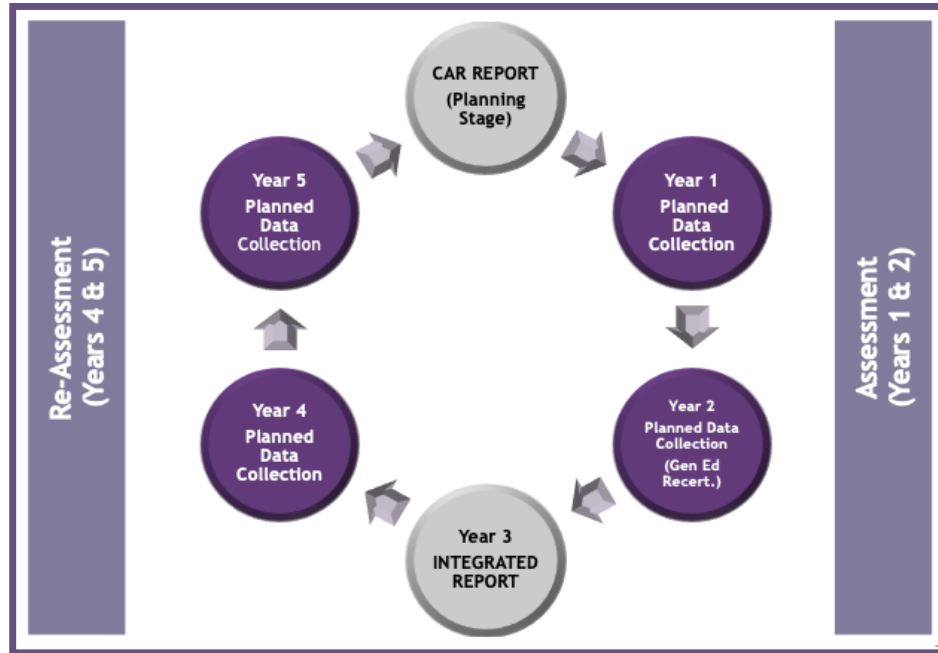 CAR REPORT
(Planning
Stage)
Year 1
Planned
Data
Collection
Year 2
Planned Data
Collection
(Gen Ed
Recert.)
Year 3
INTEGRATED
REPORT
Year 4
Planned
Data
Collection
Year 5
Planned
Data
Collection
Re-Assessment
(Years 4 & 5)
Assessment
(Years 1 & 2)